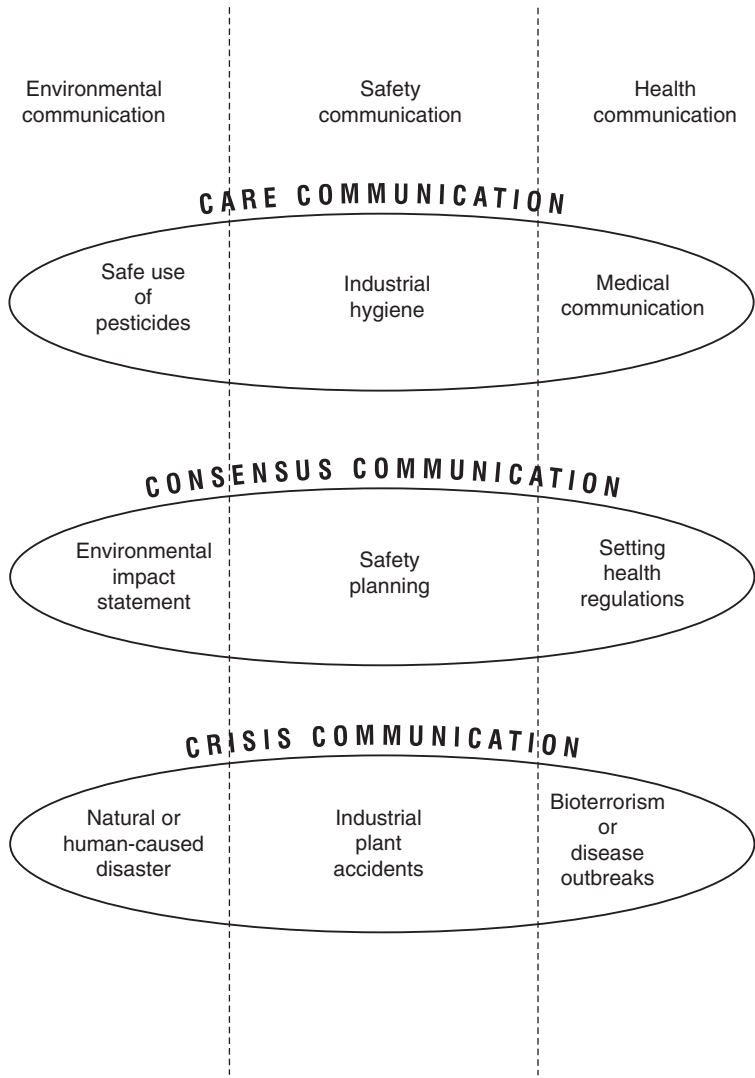 Environmental
communication
Safety
communication
Health
communication
CARE COMMUNICATION
Safe use
of
pesticides
Industrial
hygiene
Medical
communication
CONSENSUS COMMUNICATION
Environmental
impact
statement
Safety
planning
Setting
health
regulations
CRISIS COMMUNICATION
Natural or
human-caused
disaster
Industrial
plant
accidents
Bioterrorism
or
disease
outbreaks